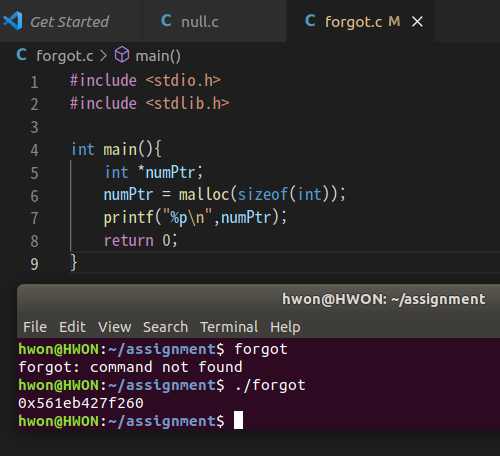 Get Started
null.c
forgot.c M
forgot.c > main()
1 #include <stdio.h>
2 #include <stdlib.h>
3
4 int main(){
5 int *numPtr;
6 numPtr = malloc(sizeof(int));
7 printf("%p\n",numPtr);
8 return 0;
9 }
hwon@HWON: ~/assignment
File Edit View Search Terminal Help
hwon@HWON:~/assignment$ forgot
forgot: command not found
hwon@HWON:~/assignment$ ./forgot
0x561eb427f260
hwon@HWON:~/assignment$